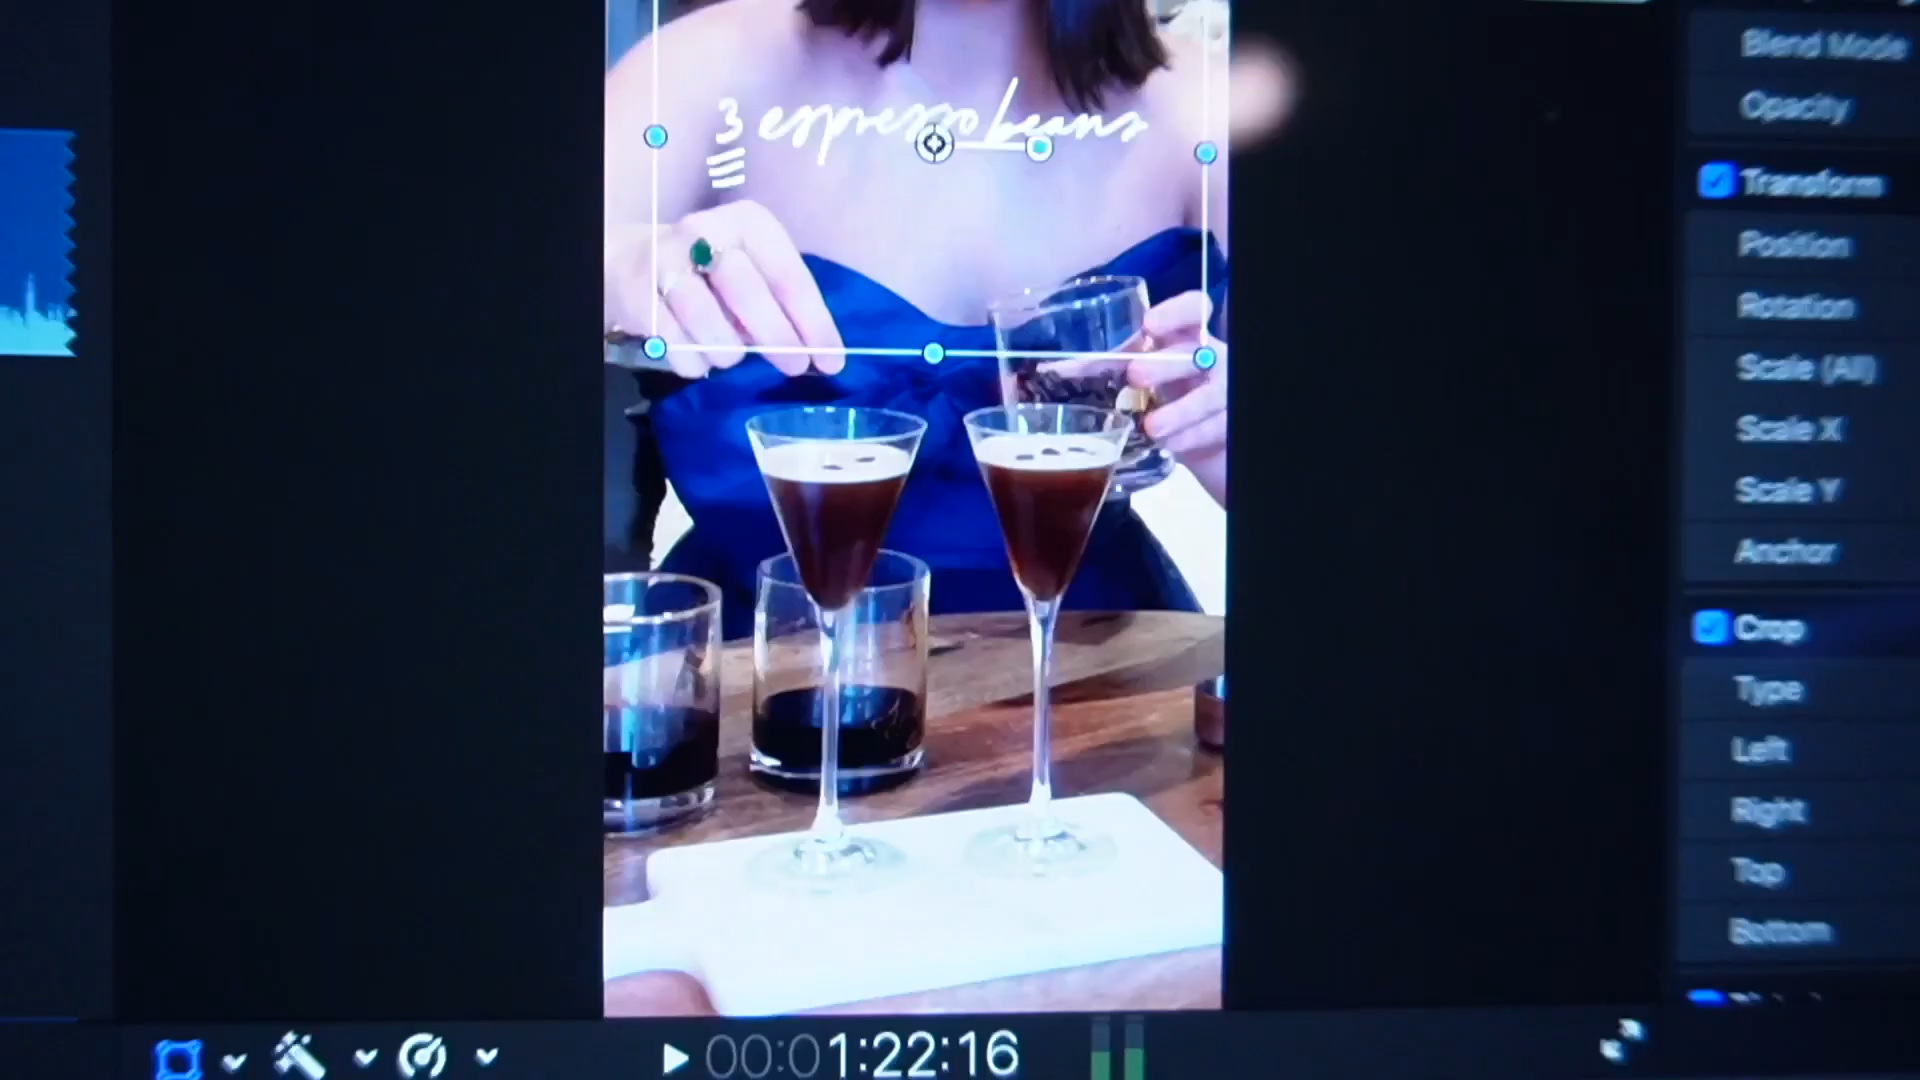 Blend Mode
Opacity
3 espresso beans
Transform
Position
Rotation
Scale (All)
Scale X
Scale Y
Anchor
Crop
Type
Left
Right
Top
Bottom
00:01:22:16